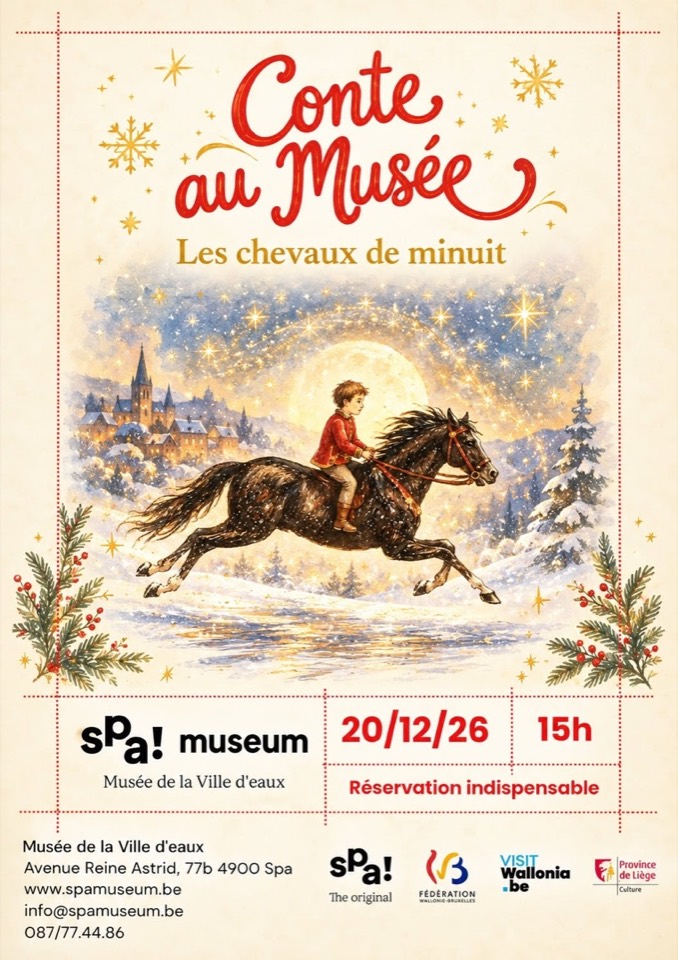 Conte
au Musée
Les chevaux de minuit
spa! museum
Musée de la Ville d'eaux
20/12/26
15h
Réservation indispensable
Musée de la Ville d'eaux
Avenue Reine Astrid, 77b 4900 Spa
www.spamuseum.be
info@spamuseum.be
087/77.44.86
spa!
The original
FÉDÉRATION
WALLONIE-BRUXELLES
VISIT
Wallonia
.be
Province
de Liège
Culture